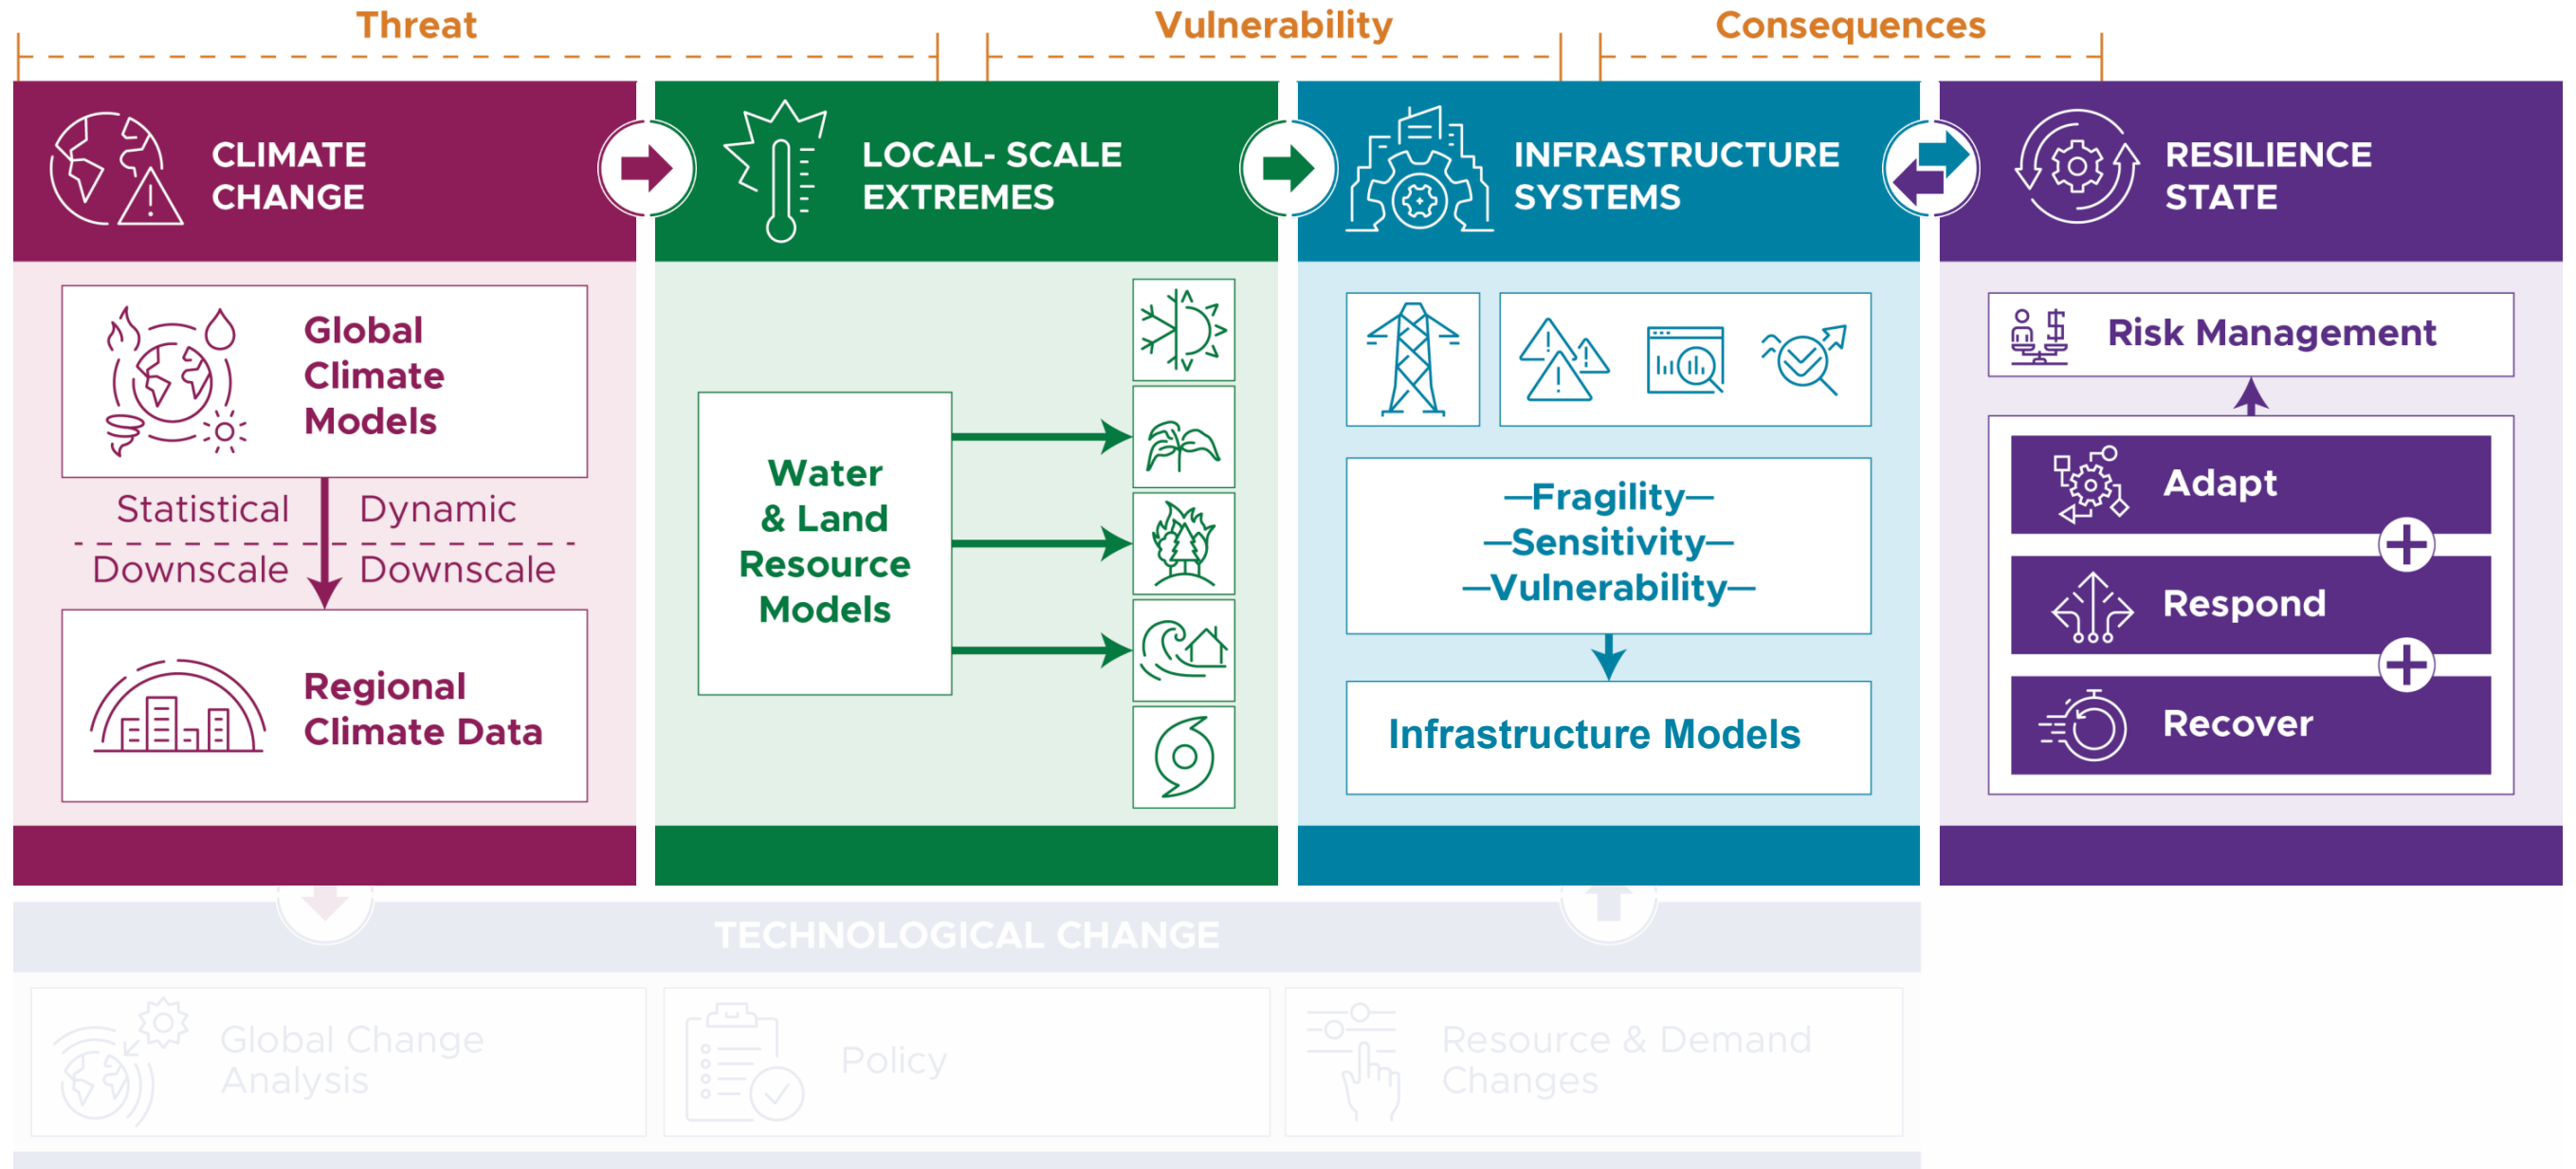 Threat
Vulnerability
Consequences
CLIMATE
CHANGE
LOCAL- SCALE
EXTREMES
INFRASTRUCTURE
SYSTEMS
RESILIENCE
STATE
Global
Climate
Models
Statistical
Downscale
Dynamic
Downscale
Regional
Climate Data
Water
& Land
Resource
Models
—Fragility—
—Sensitivity—
—Vulnerability—
Infrastructure Models
Risk Management
Adapt
Respond
Recover
TECHNOLOGICAL CHANGE
Global Change
Analysis
Policy
Resource & Demand
Changes